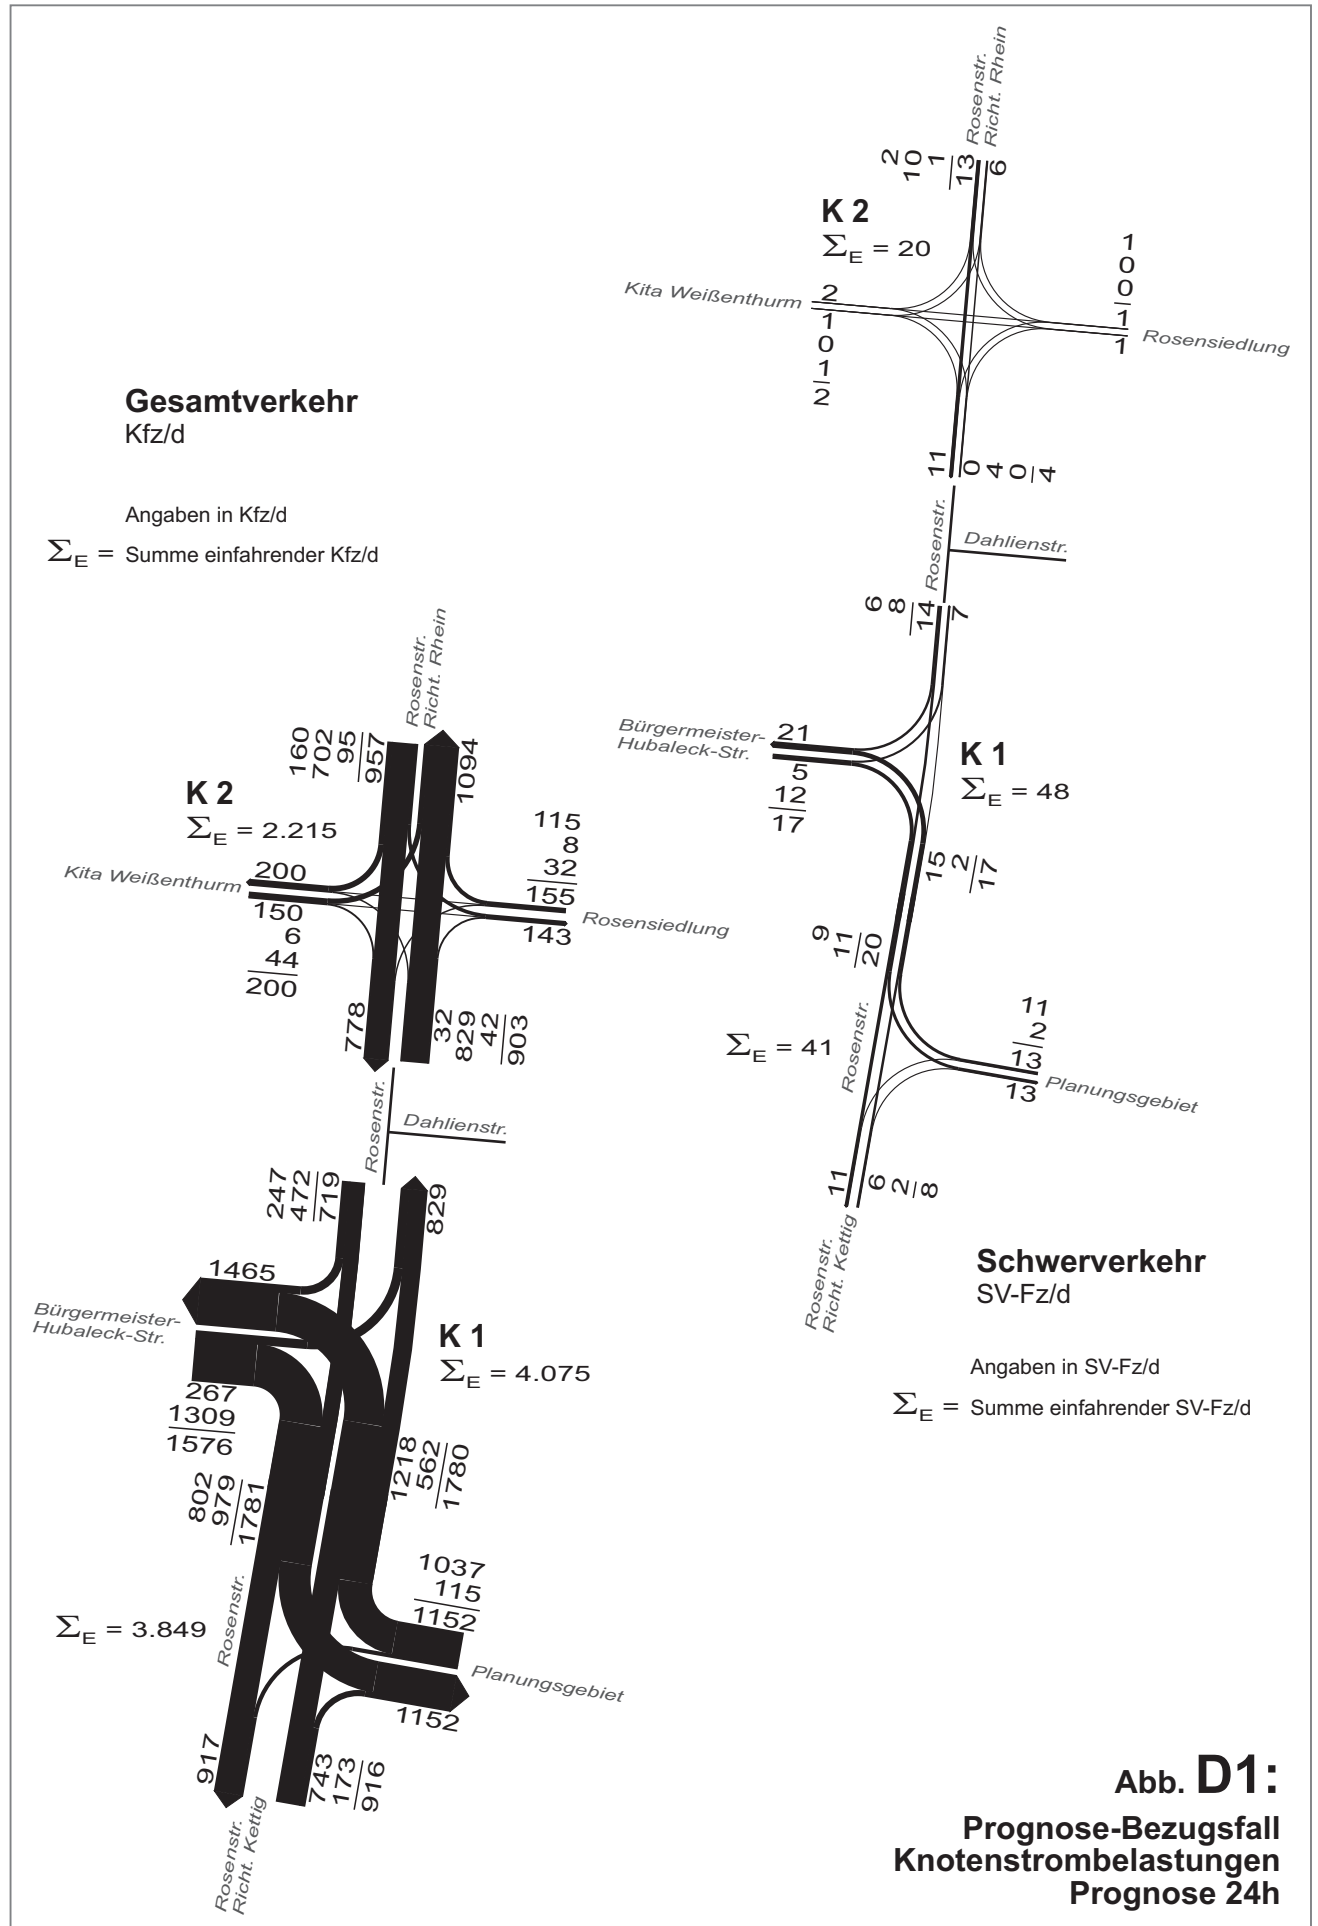 Rosenstr.
Richt. Rhein
2
10
1
13
6
K 2
ΣE = 20
1
0
0
1
1
Kita Weißenthurm
2
1
0
1
2
Rosensiedlung
Gesamtverkehr
Kfz/d
Angaben in Kfz/d
ΣE = Summe einfahrender Kfz/d
11
0
4
0
4
Rosenstr.
Dahlienstr.
6
8
14
7
Bürgermeister-
Hubaleck-Str.
21
5
12
17
K 1
ΣE = 48
15
2
17
9
11
20
Rosenstr.
ΣE = 41
11
2
13
13
Planungsgebiet
11
6
2
8
Rosenstr.
Richt. Kettig
Schwerverkehr
SV-Fz/d
Angaben in SV-Fz/d
ΣE = Summe einfahrender SV-Fz/d
Rosenstr.
Richt. Rhein
160
702
95
957
1094
K 2
ΣE = 2.215
115
8
32
155
143
Kita Weißenthurm
200
150
6
44
200
Rosensiedlung
778
32
829
42
903
Rosenstr.
Dahlienstr.
247
472
719
829
1465
Bürgermeister-
Hubaleck-Str.
267
1309
1576
K 1
ΣE = 4.075
802
979
1781
1218
562
1780
Rosenstr.
ΣE = 3.849
1037
115
1152
1152
Planungsgebiet
917
743
173
916
Rosenstr.
Richt. Kettig
Abb. D1:
Prognose-Bezugsfall
Knotenstrombelastungen
Prognose 24h